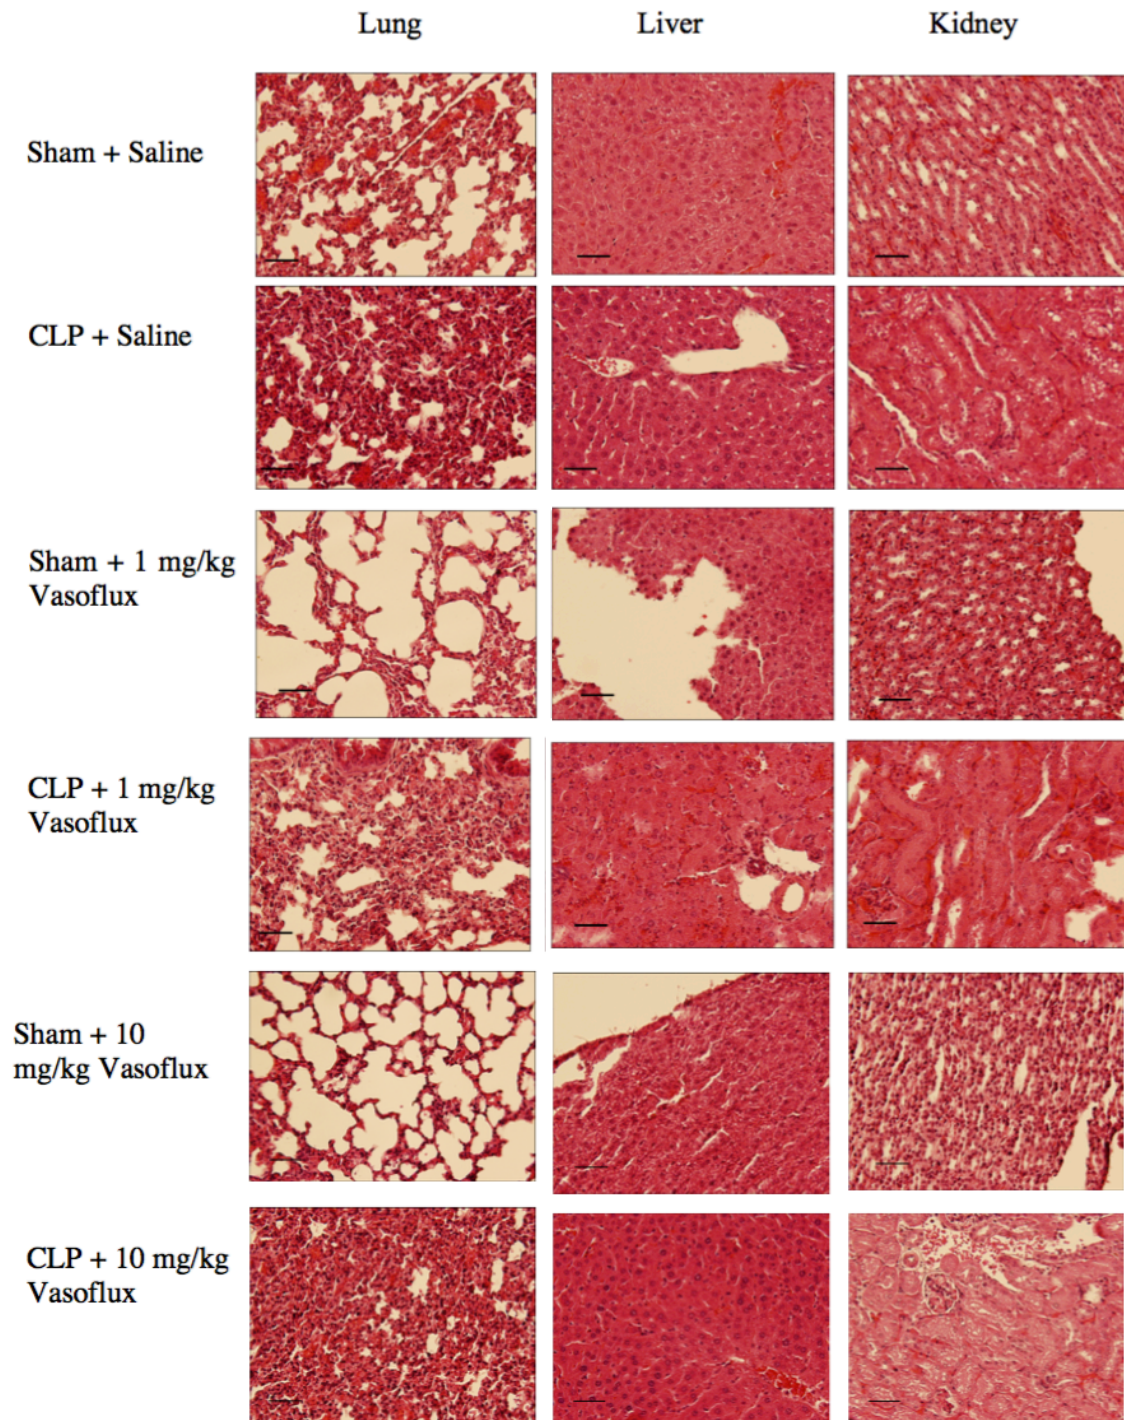 Lung Liver Kidney
Sham + Saline
CLP + Saline
Sham + 1 mg/kg
Vasoflux
CLP + 1 mg/kg
Vasoflux
Sham + 10
mg/kg Vasoflux
CLP + 10 mg/kg
Vasoflux